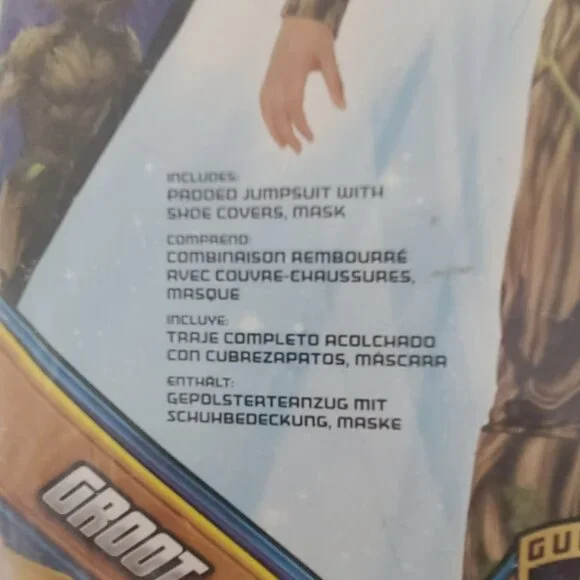 INCLUDES:
PADDED JUMPSUIT WITH
SHOE COVERS, MASK
COMPREND:
COMBINAISON REMBOURRÉ
AVEC COUVRE-CHAUSSURES,
MASQUE
INCLUYE:
TRAJE COMPLETO ACOLCHADO
CON CUBREZAPATOS, MÁSCARA
ENTHÄLT:
GEPOLSTERTEANZUG MIT
SCHUHBEDECKUNG, MASKE
GROOT